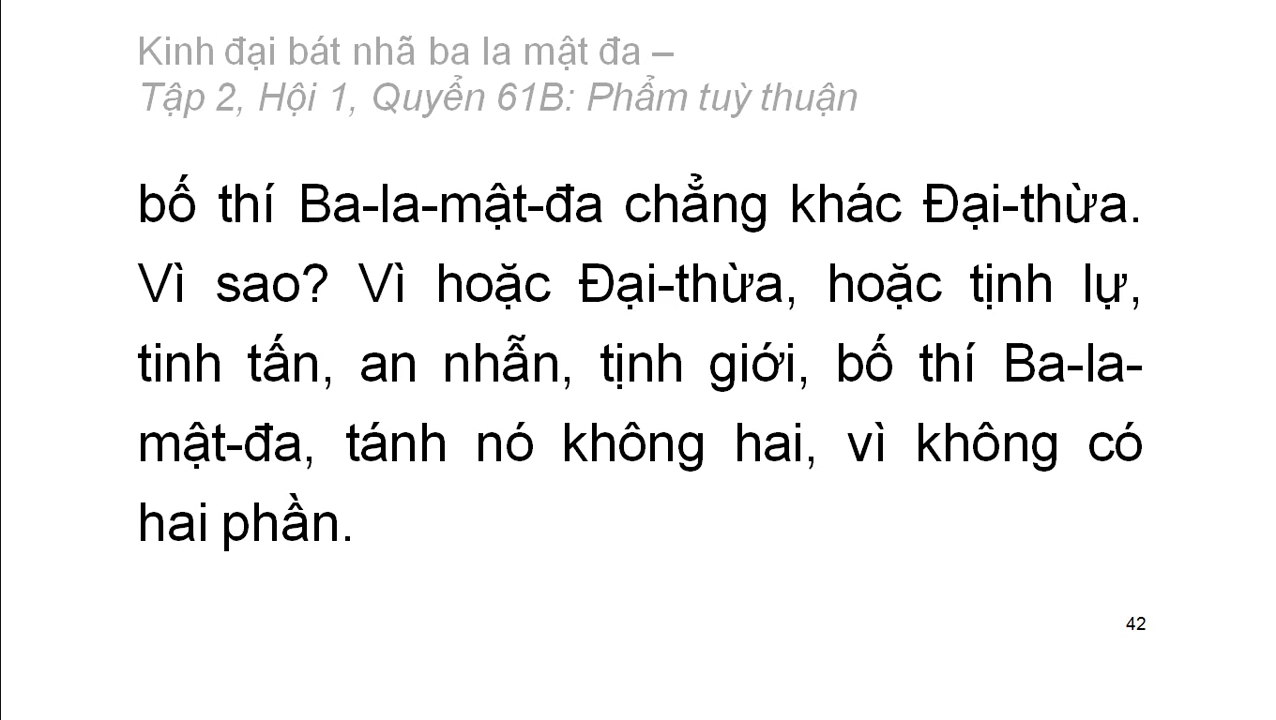 Kinh đại bát nhã ba la mật đa –
Tập 2, Hội 1, Quyển 61B: Phẩm tuỳ thuận
bố thí Ba-la-mật-đa chẳng khác Đại-thừa.
Vì sao? Vì hoặc Đại-thừa, hoặc tịnh lự,
tinh tấn, an nhẫn, tịnh giới, bố thí Ba-la-
mật-đa, tánh nó không hai, vì không có
hai phần.
42